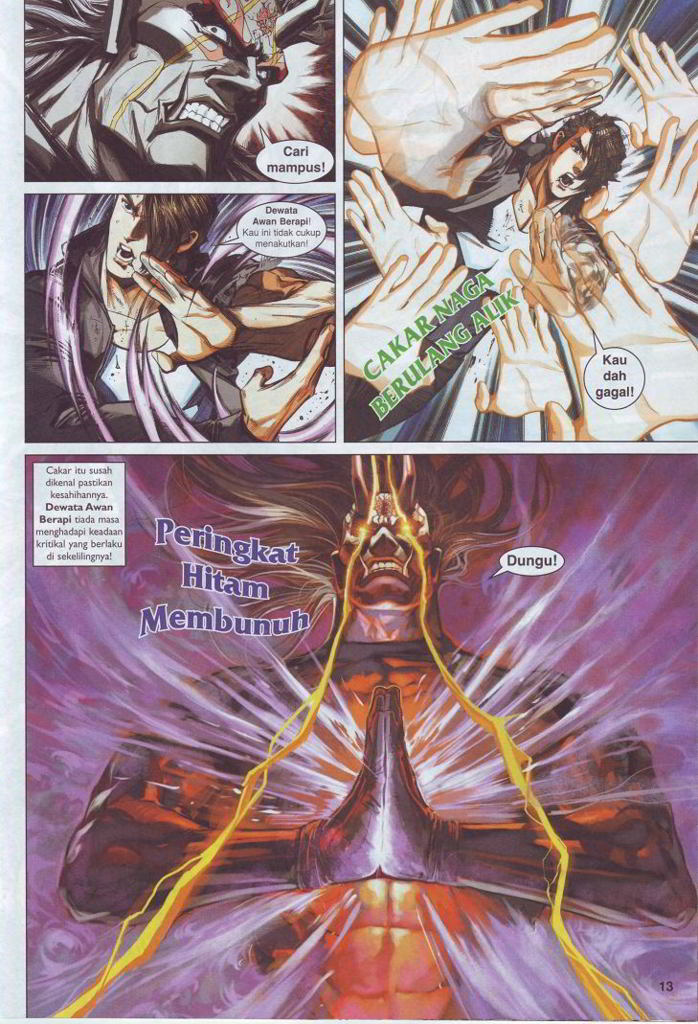 Cari
mampus!
Dewata
Awan Berapi!
Kau ini tidak cukup
menakutkan!
CAKAR NAGA
BERULANG ALIK
Kau
dah
gagal!
Cakar itu susah
dikenal pastikan
kesahihannya.
Dewata Awan
Berapi tiada masa
menghadapi keadaan
kritikal yang berlaku
di sekelilingnya!
Peringkat
Hitam
Membunuh
Dungu!
13